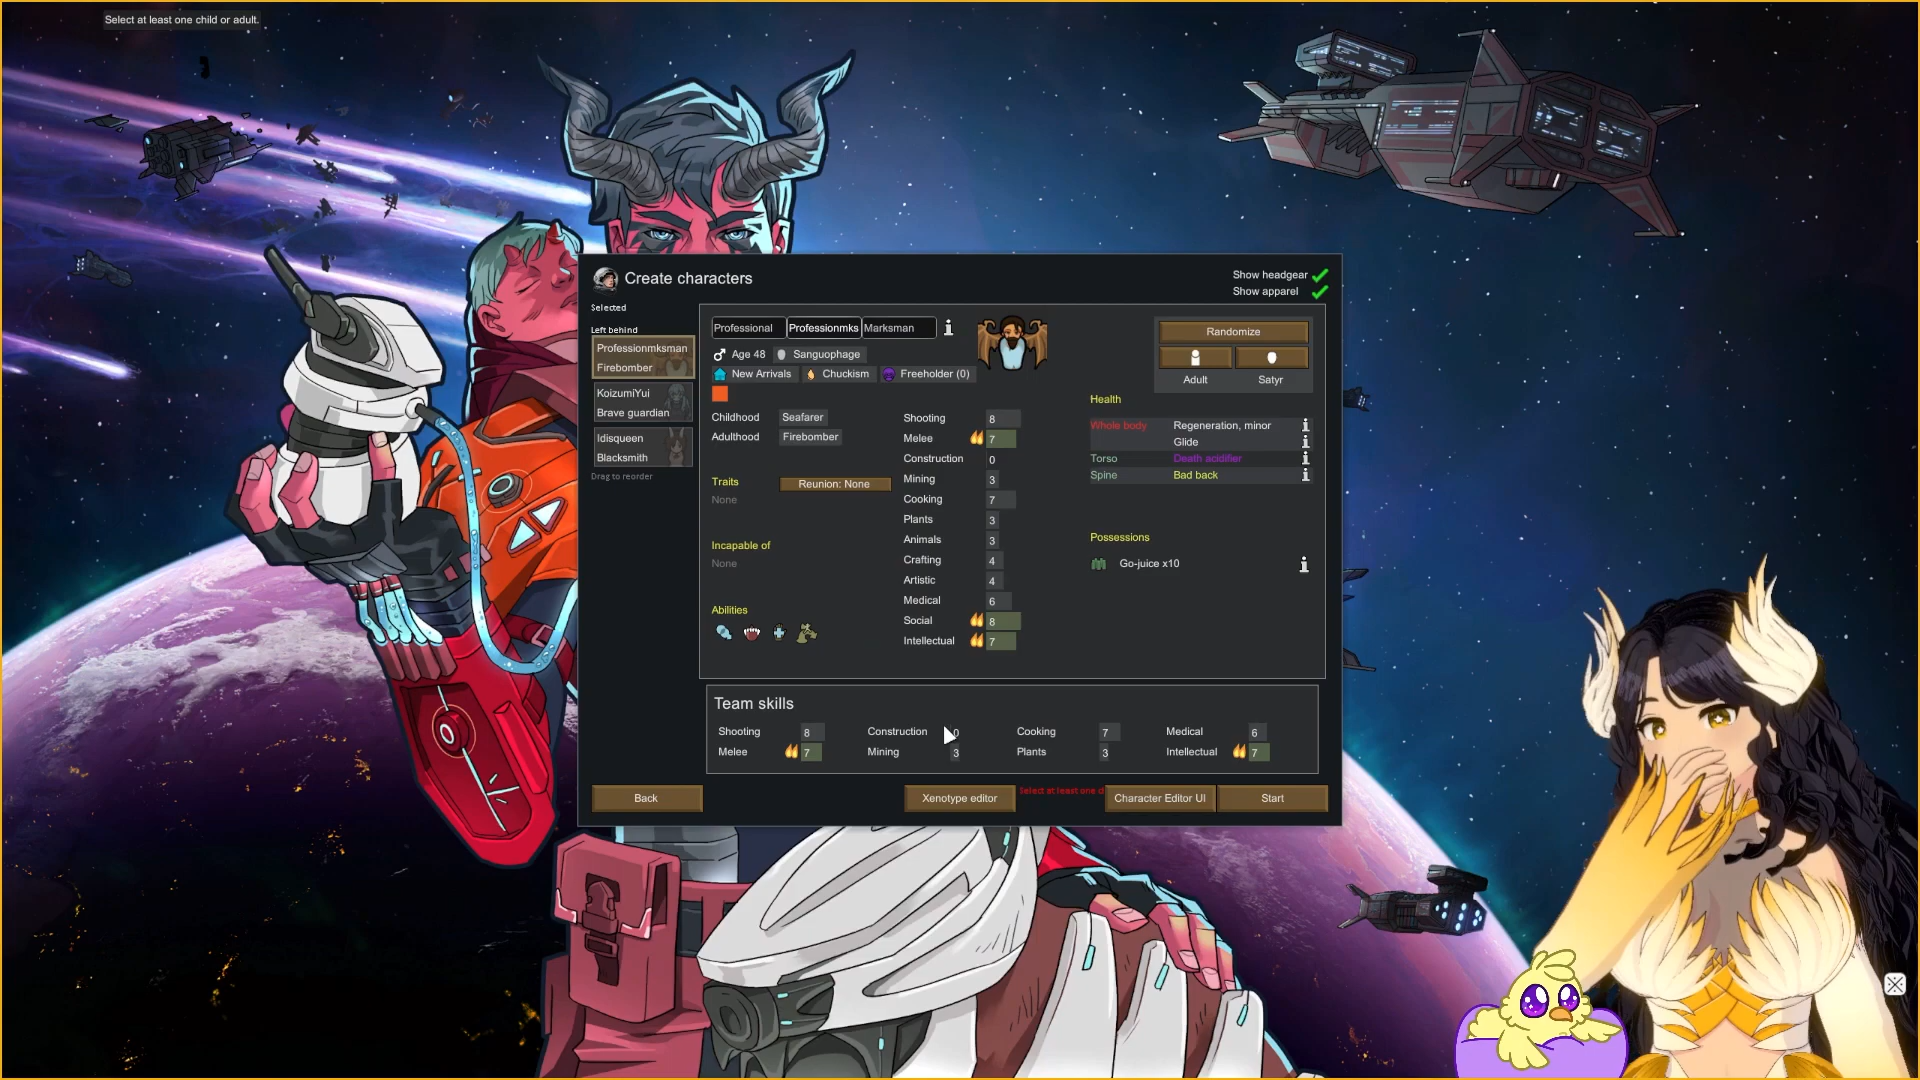 Select at least one child or adult.
Create characters
Show headgear
Show apparel
Selected
Left behind
Professionmksman
Firebomber
KoizumiYui
Brave guardian
Idisqueen
Blacksmith
Drag to reorder
Professional
Professionmks
Marksman
Age 48
Sanguophage
New Arrivals
Chuckism
Freeholder (0)
Childhood
Seafarer
Adulthood
Firebomber
Traits
Reunion: None
None
Incapable of
None
Abilities
Shooting 8
Melee 7
Construction 0
Mining 3
Cooking 7
Plants 3
Animals 3
Crafting 4
Artistic 4
Medical 6
Social 8
Intellectual 7
Randomize
Adult
Satyr
Health
Whole body
Regeneration, minor
Glide
Torso
Death acidifier
Spine
Bad back
Possessions
Go-juice x10
Team skills
Shooting 8
Construction 0
Cooking 7
Medical 6
Melee 7
Mining 3
Plants 3
Intellectual 7
Back
Xenotype editor
Select at least one c
Character Editor UI
Start